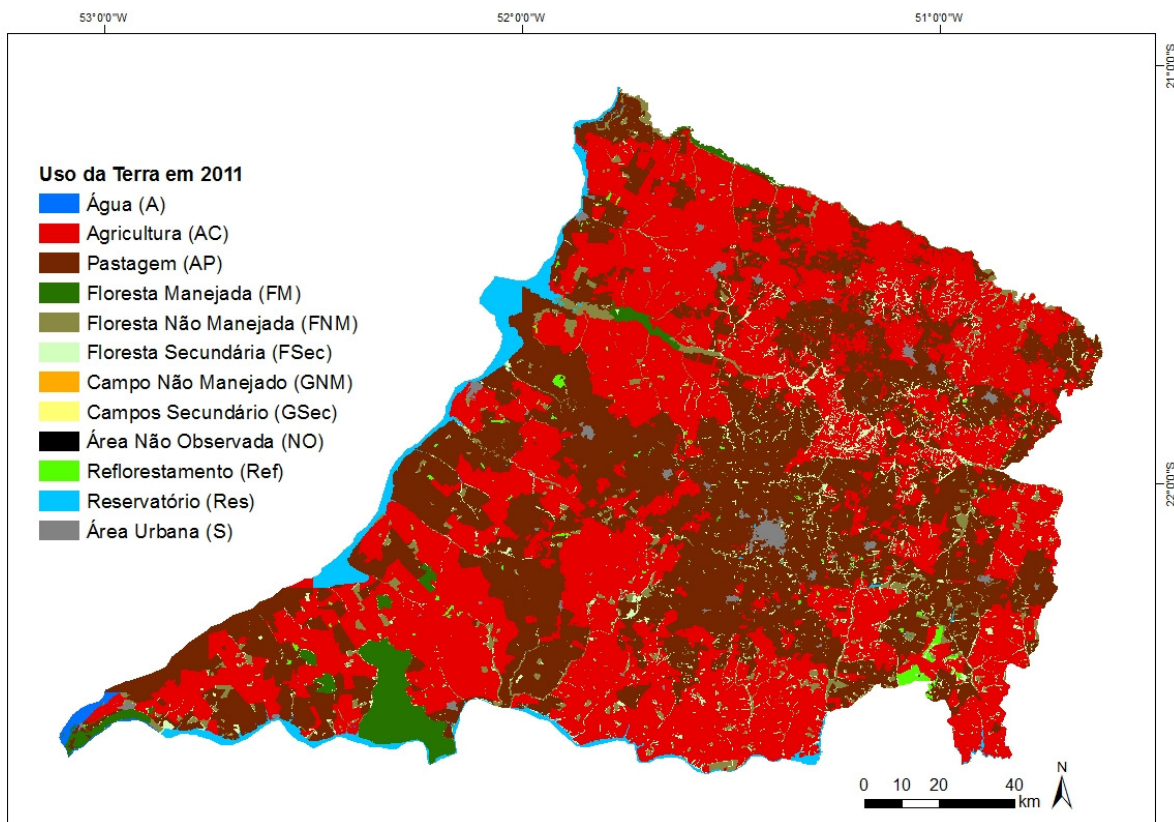 53°0'0"W
52°0'0"W
51°0'0"W
21°0'0"S
Uso da Terra em 2011
Água (A)
Agricultura (AC)
Pastagem (AP)
Floresta Manejada (FM)
Floresta Não Manejada (FNM)
Floresta Secundária (FSec)
Campo Não Manejado (GNM)
Campos Secundário (GSec)
Área Não Observada (NO)
Reflorestamento (Ref)
Reservatório (Res)
Área Urbana (S)
22°0'0"S
0 10 20 40
km
N